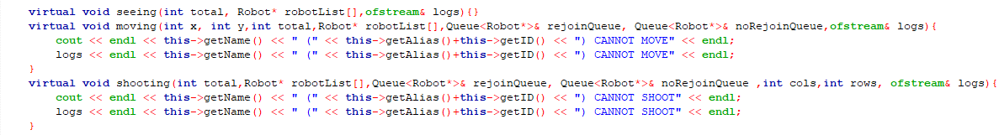 virtual void seeing(int total, Robot* robotList[],ofstream& logs){}
virtual void moving(int x, int y,int total,Robot* robotList[],Queue<Robot*>& rejoinQueue, Queue<Robot*>& noRejoinQueue,ofstream& logs){
    cout << endl << this->getName() << " (" << this->getAlias()+this->getID() << ") CANNOT MOVE" << endl;
    logs << endl << this->getName() << " (" << this->getAlias()+this->getID() << ") CANNOT MOVE" << endl;
}
virtual void shooting(int total,Robot* robotList[],Queue<Robot*>& rejoinQueue, Queue<Robot*>& noRejoinQueue ,int cols,int rows, ofstream& logs){
    cout << endl << this->getName() << " (" << this->getAlias()+this->getID() << ") CANNOT SHOOT" << endl;
    logs << endl << this->getName() << " (" << this->getAlias()+this->getID() << ") CANNOT SHOOT" << endl;
}